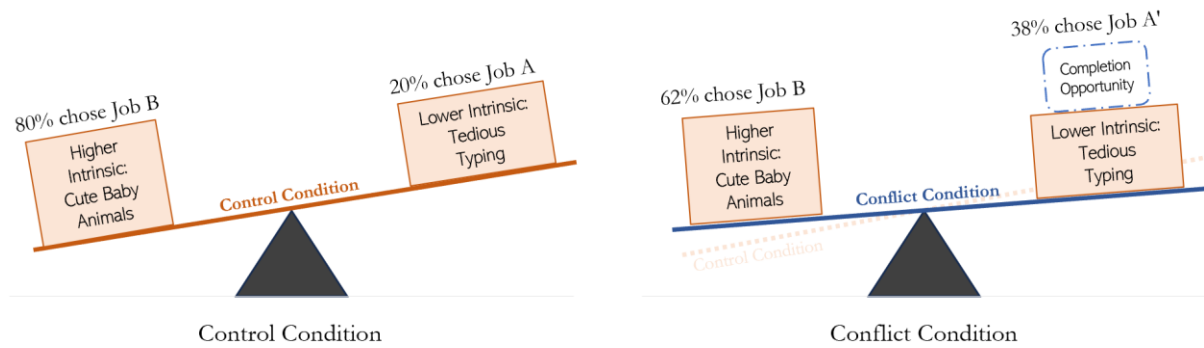 80% chose Job B
Higher
Intrinsic:
Cute Baby
Animals
20% chose Job A
Lower Intrinsic:
Tedious
Typing
Control Condition
Control Condition
62% chose Job B
Higher
Intrinsic:
Cute Baby
Animals
38% chose Job A'
Completion
Opportunity
Lower Intrinsic:
Tedious
Typing
Conflict Condition
Control Condition
Conflict Condition